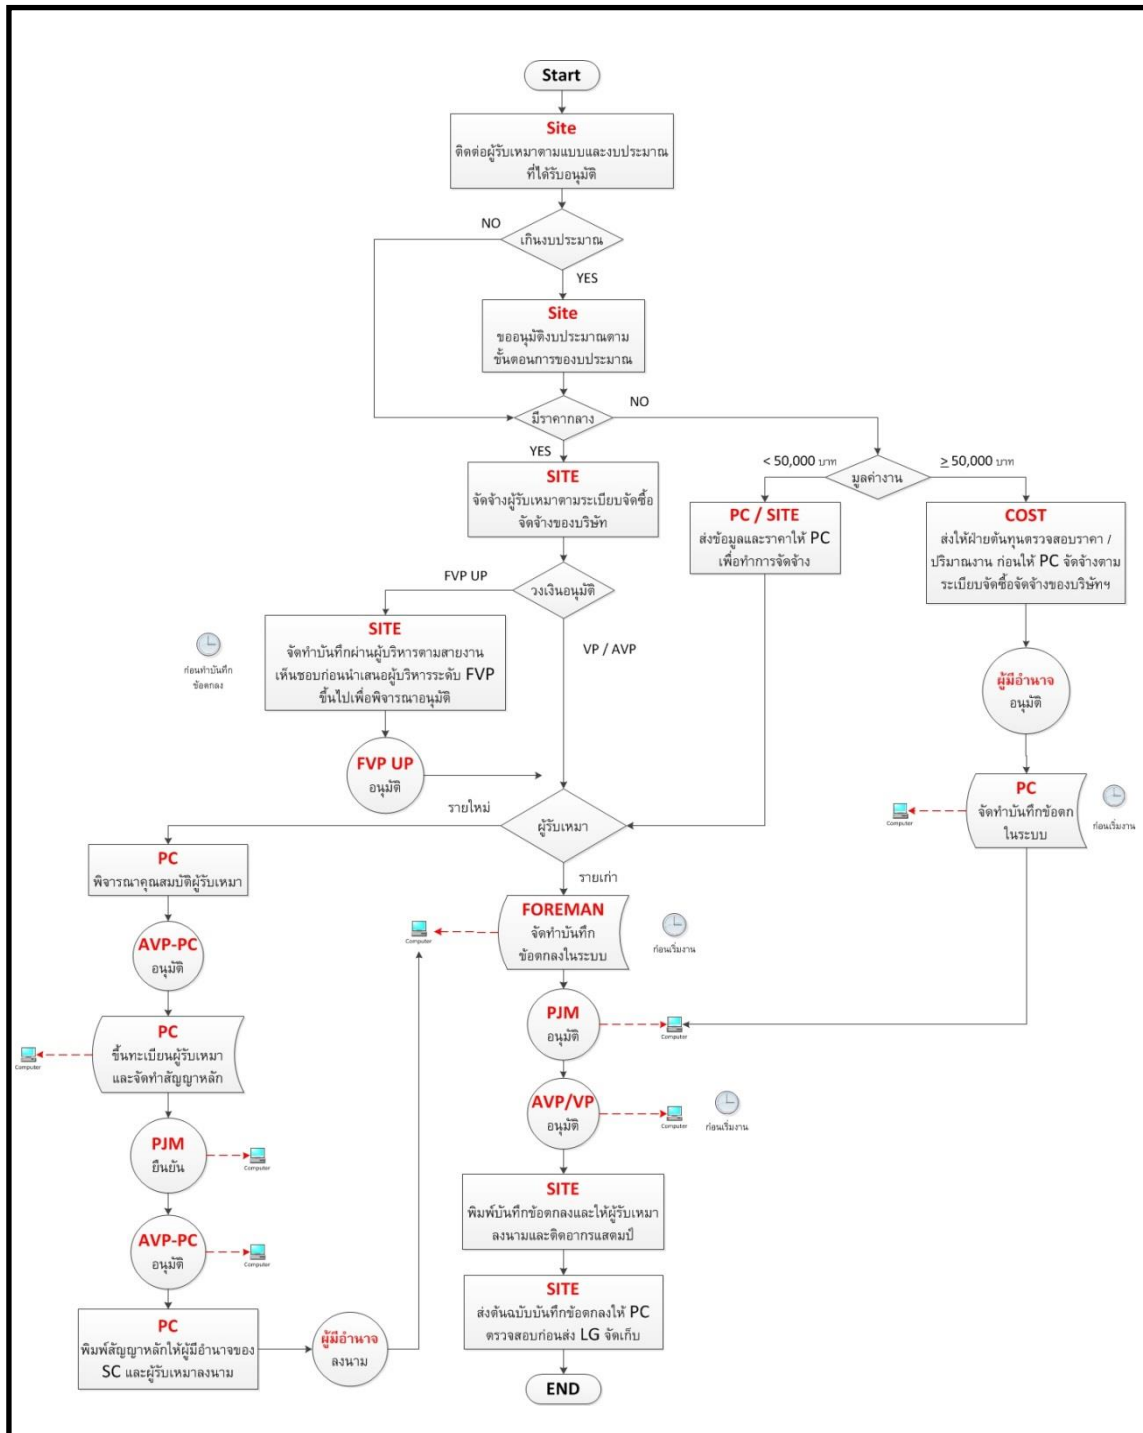 Start
Site
ติดต่อผู้รับเหมาตามแบบและงบประมาณ
ที่ได้รับอนุมัติ
NO
เกินงบประมาณ
YES
Site
ขออนุมัติงบประมาณตาม
ขั้นตอนการของบประมาณ
มีราคากลาง
NO
YES
< 50,000 บาท
≥ 50,000 บาท
มูลค่างาน
SITE
จัดจ้างผู้รับเหมาตามระเบียบจัดซื้อ
จัดจ้างของบริษัท
PC / SITE
ส่งข้อมูลและราคาให้ PC
เพื่อทำการจัดจ้าง
COST
ส่งให้ฝ่ายต้นทุนตรวจสอบราคา /
ปริมาณงาน ก่อนให้ PC จัดจ้างตาม
ระเบียบจัดซื้อจัดจ้างของบริษัทฯ
FVP UP
วงเงินอนุมัติ
VP / AVP
SITE
จัดทำบันทึกผ่านผู้บริหารตามสายงาน
เห็นชอบก่อนนำเสนอผู้บริหารระดับ FVP
ขึ้นไปเพื่อพิจารณาอนุมัติ
ก่อนทำบันทึก
ข้อตกลง
ผู้มีอำนาจ
อนุมัติ
FVP UP
อนุมัติ
PC
จัดทำบันทึกข้อตก
ในระบบ
Computer
ก่อนเริ่มงาน
รายใหม่
ผู้รับเหมา
รายเก่า
PC
พิจารณาคุณสมบัติผู้รับเหมา
FOREMAN
จัดทำบันทึก
ข้อตกลงในระบบ
Computer
ก่อนเริ่มงาน
AVP-PC
อนุมัติ
PJM
อนุมัติ
Computer
PC
ขึ้นทะเบียนผู้รับเหมา
และจัดทำสัญญาหลัก
Computer
AVP/VP
อนุมัติ
Computer
ก่อนเริ่มงาน
PJM
ยืนยัน
Computer
SITE
พิมพ์บันทึกข้อตกลงและให้ผู้รับเหมา
ลงนามและติดอากรแสตมป์
AVP-PC
อนุมัติ
Computer
SITE
ส่งต้นฉบับบันทึกข้อตกลงให้ PC
ตรวจสอบก่อนส่ง LG จัดเก็บ
PC
พิมพ์สัญญาหลักให้ผู้มีอำนาจของ
SC และผู้รับเหมาลงนาม
ผู้มีอำนาจ
ลงนาม
END